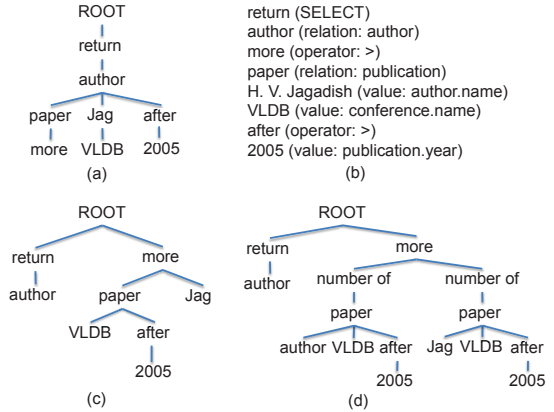 ROOT
return
author
paper Jag after
more VLDB 2005
(a)
return (SELECT)
author (relation: author)
more (operator: >)
paper (relation: publication)
H. V. Jagadish (value: author.name)
VLDB (value: conference.name)
after (operator: >)
2005 (value: publication.year)
(b)
ROOT
return more
author paper Jag
VLDB after
2005
(c)
ROOT
return more
author number of number of
paper paper
author VLDB after Jag VLDB after
2005 2005
(d)